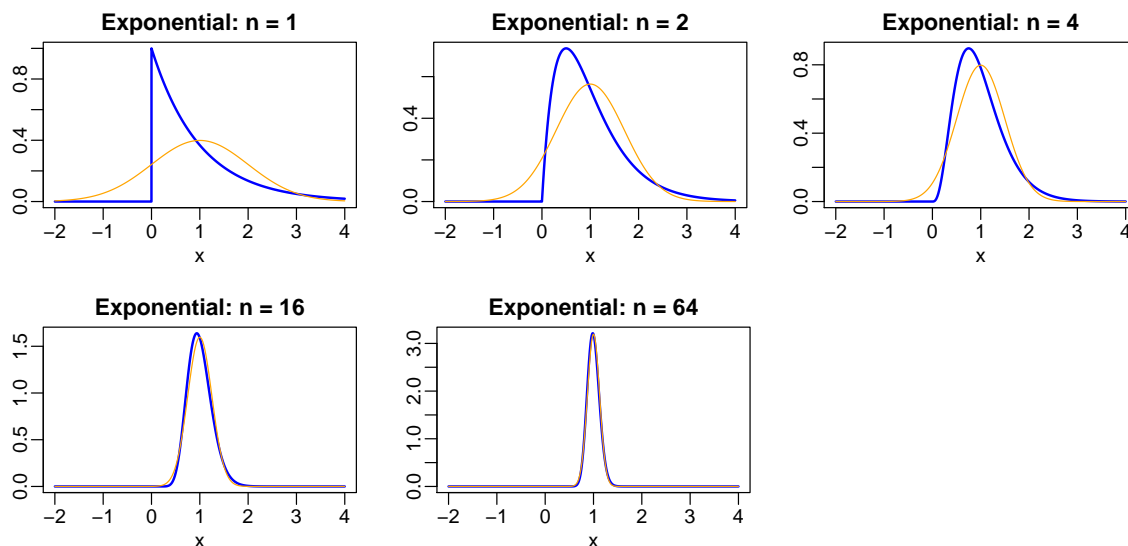 Exponential: n = 1
0.0 0.4 0.8
−2 −1 0 1 2 3 4
x
Exponential: n = 2
0.0 0.4
−2 −1 0 1 2 3 4
x
Exponential: n = 4
0.0 0.4 0.8
−2 −1 0 1 2 3 4
x
Exponential: n = 16
0.0 0.5 1.0 1.5
−2 −1 0 1 2 3 4
x
Exponential: n = 64
0.0 1.0 2.0 3.0
−2 −1 0 1 2 3 4
x